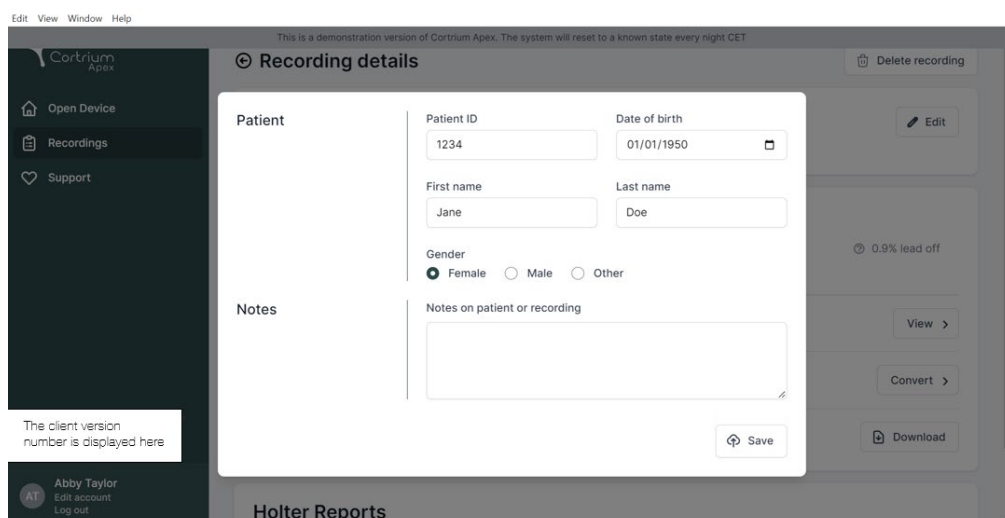 Edit View Window Help
This is a demonstration version of Cortrium Apex. The system will reset to a known state every night CET
Cortrium
Apex
Recording details
Delete recording
Open Device
Recordings
Support
Edit
Patient
Patient ID
Date of birth
1234
01/01/1950
First name
Last name
Jane
Doe
Gender
Female
Male
Other
0.9% lead off
Notes
Notes on patient or recording
View
Convert
Download
Save
The client version
number is displayed here
AT
Abby Taylor
Edit account
Log out
Holter Reports